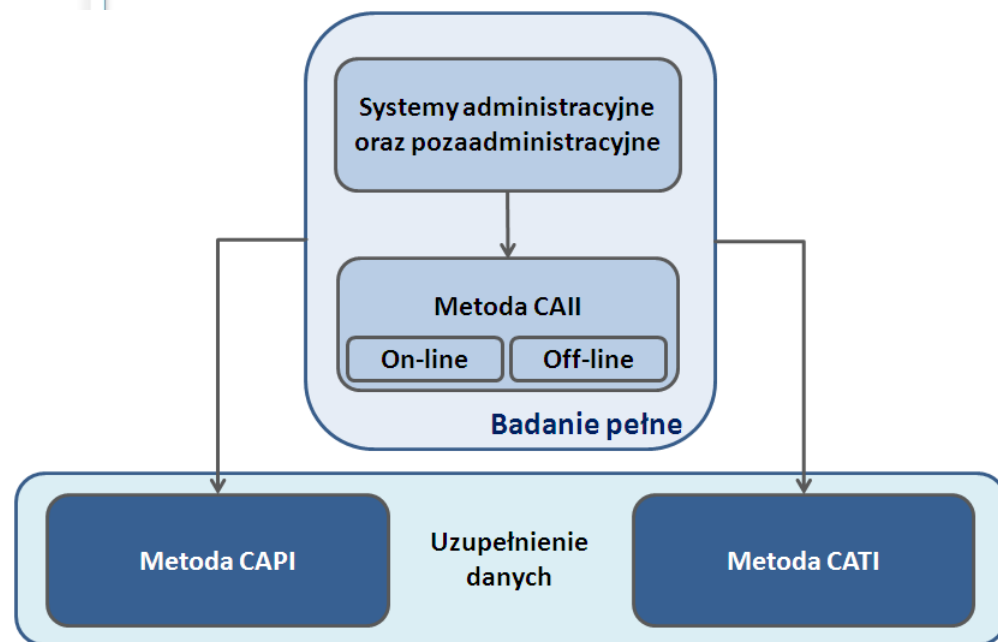 Systemy administracyjne
oraz pozaadministracyjne
Metoda CAII
On-line
Off-line
Badanie pełne
Metoda CAPI
Uzupełnienie
danych
Metoda CATI